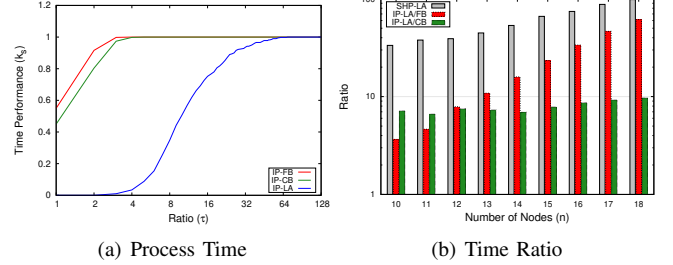 Time Performance (ks)
1.2
1
0.8
0.6
0.4
0.2
0
1
2
4
8
16
32
64
128
Ratio (τ)
IP-FB
IP-CB
IP-LA
(a) Process Time
Ratio
100
10
1
SHP-LA
IP-LA/FB
IP-LA/CB
10
11
12
13
14
15
16
17
18
Number of Nodes (n)
(b) Time Ratio